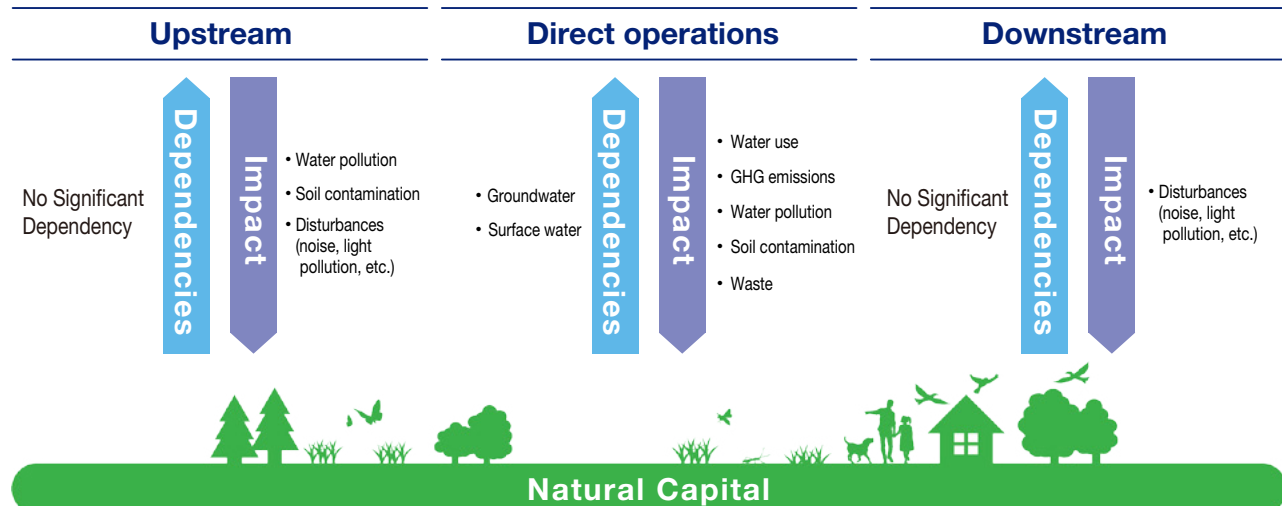 Upstream
Direct operations
Downstream
No Significant
Dependency
Dependencies
Impact
• Water pollution
• Soil contamination
• Disturbances
(noise, light
pollution, etc.)
• Groundwater
• Surface water
Dependencies
Impact
• Water use
• GHG emissions
• Water pollution
• Soil contamination
• Waste
No Significant
Dependency
Dependencies
Impact
• Disturbances
(noise, light
pollution, etc.)
Natural Capital